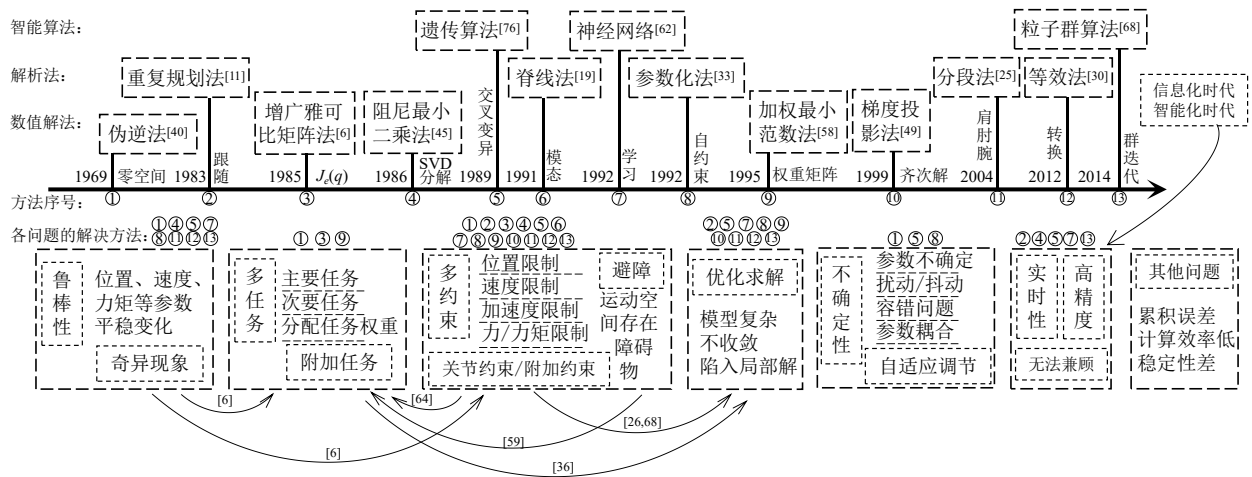 智能算法：
遗传算法[76]
神经网络[62]
粒子群算法[68]
解析法：
重复规划法[11]
脊线法[19]
参数化法[33]
分段法[25]
等效法[30]
信息化时代
智能化时代
数值解法：
伪逆法[40]
增广雅可
比矩阵法[6]
阻尼最小
二乘法[45]
加权最小
范数法[58]
梯度投
影法[49]
1969
零空间
1983
跟随
1985
Je(q)
1986
SVD
分解
1989
交叉变异
1991
模态
1992
学习
1992
自约束
1995
权重矩阵
1999
齐次解
2004
肩肘腕
2012
转换
2014
群迭代
方法序号：
① ② ③ ④ ⑤ ⑥ ⑦ ⑧ ⑨ ⑩ ⑪ ⑫ ⑬
各问题的解决方法：
①④⑤⑦
⑧⑪⑫⑬
①③⑨
①②③④⑤⑥
⑦⑧⑨⑩⑪⑫⑬
②⑤⑦⑧⑨
⑩⑪⑫⑬
①⑤⑧
②④⑤⑦⑬
鲁棒性
位置、速度、
力矩等参数
平稳变化
奇异现象
多任务
主要任务
次要任务
分配任务权重
附加任务
多约束
位置限制
速度限制
加速度限制
力/力矩限制
关节约束/附加约束
避障
运动空
间存在
障碍
物
优化求解
模型复杂
不收敛
陷入局部解
不确定性
参数不确定
扰动/抖动
容错问题
参数耦合
自适应调节
实时性
高精度
无法兼顾
其他问题
累积误差
计算效率低
稳定性差
[6]
[64]
[26,68]
[59]
[6]
[36]